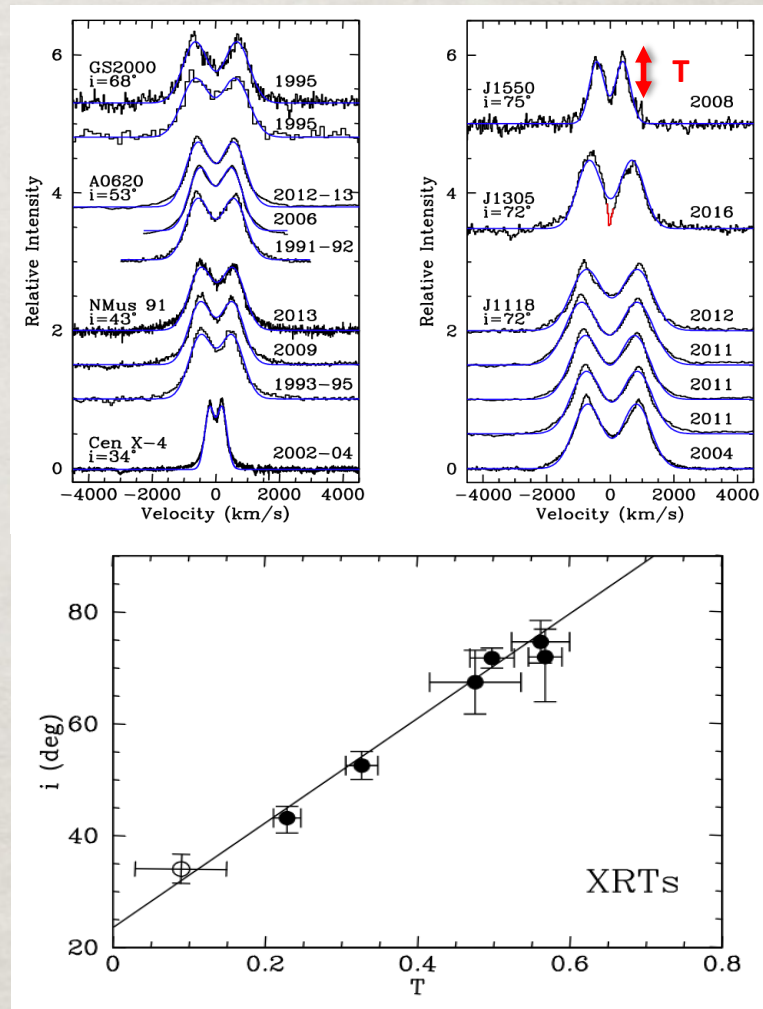 Relative Intensity
6
4
2
0
GS2000
i=68°
1995
1995
A0620
i=53°
2012-13
2006
1991-92
NMus 91
i=43°
2013
2009
1993-95
Cen X-4
i=34°
2002-04
-4000 -2000 0 2000 4000
Velocity (km/s)
Relative Intensity
6
4
2
0
T
J1550
i=75°
2008
J1305
i=72°
2016
J1118
i=72°
2012
2011
2011
2011
2004
-4000 -2000 0 2000 4000
Velocity (km/s)
i (deg)
80
60
40
20
XRTs
0 0.2 0.4 0.6 0.8
T